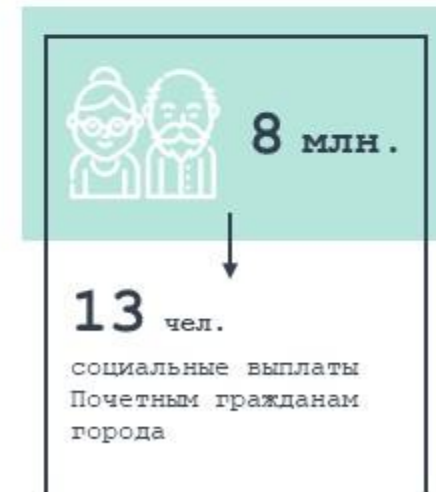 8 млн.
13 чел.
социальные выплаты
Почетным гражданам
города